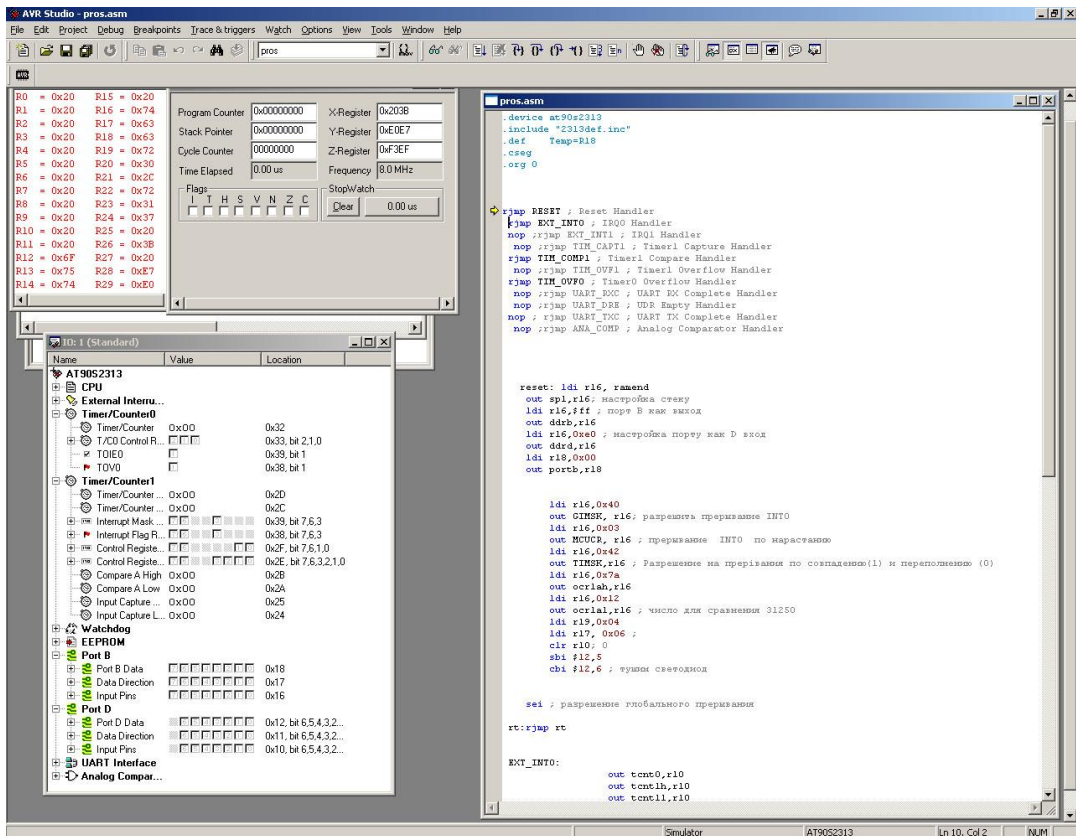 AVR Studio - pros.asm
File Edit Project Debug Breakpoints Trace & triggers Watch Options View Tools Window Help
pros
R0 = 0x20 R15 = 0x20
R1 = 0x20 R16 = 0x74
R2 = 0x20 R17 = 0x63
R3 = 0x20 R18 = 0x63
R4 = 0x20 R19 = 0x72
R5 = 0x20 R20 = 0x30
R6 = 0x20 R21 = 0x2C
R7 = 0x20 R22 = 0x72
R8 = 0x20 R23 = 0x31
R9 = 0x20 R24 = 0x37
R10 = 0x20 R25 = 0x20
R11 = 0x20 R26 = 0x3B
R12 = 0x6F R27 = 0x20
R13 = 0x75 R28 = 0xE7
R14 = 0x74 R29 = 0xE0
Program Counter 0x00000000 X-Register 0x203B
Stack Pointer 0x00000000 Y-Register 0xE0E7
Cycle Counter 00000000 Z-Register 0xF3EF
Time Elapsed 0.00 us Frequency 8.0 MHz
Flags StopWatch
I T H S V N Z C
Clear 0.00 us
IO: 1 (Standard)
Name Value Location
AT90S2313
CPU
External Interru...
Timer/Counter0
Timer/Counter 0x00 0x32
T/C0 Control R... 0x33, bit 2,1,0
TOIE0 0x39, bit 1
TOV0 0x38, bit 1
Timer/Counter1
Timer/Counter ... 0x00 0x2D
Timer/Counter ... 0x00 0x2C
Interrupt Mask ... 0x39, bit 7,6,3
Interrupt Flag R... 0x38, bit 7,6,3
Control Registe... 0x2F, bit 7,6,1,0
Control Registe... 0x2E, bit 7,6,3,2,1,0
Compare A High 0x00 0x2B
Compare A Low 0x00 0x2A
Input Capture ... 0x00 0x25
Input Capture L... 0x00 0x24
Watchdog
EEPROM
Port B
Port B Data 0x18
Data Direction 0x17
Input Pins 0x16
Port D
Port D Data 0x12, bit 6,5,4,3,2...
Data Direction 0x11, bit 6,5,4,3,2...
Input Pins 0x10, bit 6,5,4,3,2...
UART Interface
Analog Compar...
pros.asm
.device at90s2313
.include "2313def.inc"
.def Temp=R18
.cseg
.org 0
rjmp RESET ; Reset Handler
rjmp EXT_INT0 ; IRQ0 Handler
nop ;rjmp EXT_INT1 ; IRQ1 Handler
nop ;rjmp TIM_CAPT1 ; Timer1 Capture Handler
rjmp TIM_COMP1 ; Timer1 Compare Handler
nop ;rjmp TIM_OVF1 ; Timer1 Overflow Handler
rjmp TIM_OVF0 ; Timer0 Overflow Handler
nop ;rjmp UART_RXC ; UART RX Complete Handler
nop ;rjmp UART_DRE ; UDR Empty Handler
nop ; rjmp UART_TXC ; UART TX Complete Handler
nop ;rjmp ANA_COMP ; Analog Comparator Handler
reset: ldi r16, ramend
out spl,r16; настройка стеку
ldi r16,$ff ; порт В как выход
out ddrb,r16
ldi r16,0xe0 ; настройка порту как D вход
out ddrd,r16
ldi r18,0x00
out portb,r18
ldi r16,0x40
out GIMSK, r16; разрешить прерывание INT0
ldi r16,0x03
out MCUCR, r16 ; прерывание INT0 по нарастанию
ldi r16,0x42
out TIMSK,r16 ; Разрешение на прерівания по совпадению(1) и переполнению (0)
ldi r16,0x7a
out ocr1ah,r16
ldi r16,0x12
out ocr1al,r16 ; число для сравнения 31250
ldi r19,0x04
ldi r17, 0x06 ;
clr r10; 0
sbi $12,5
cbi $12,6 ; тушим светодиод
sei ; разрешение глобального прерывания
rt:rjmp rt
EXT_INT0:
out tcnt0,r10
out tcnt1h,r10
out tcnt1l,r10
Simulator AT90S2313 Ln 10, Col 2 NUM